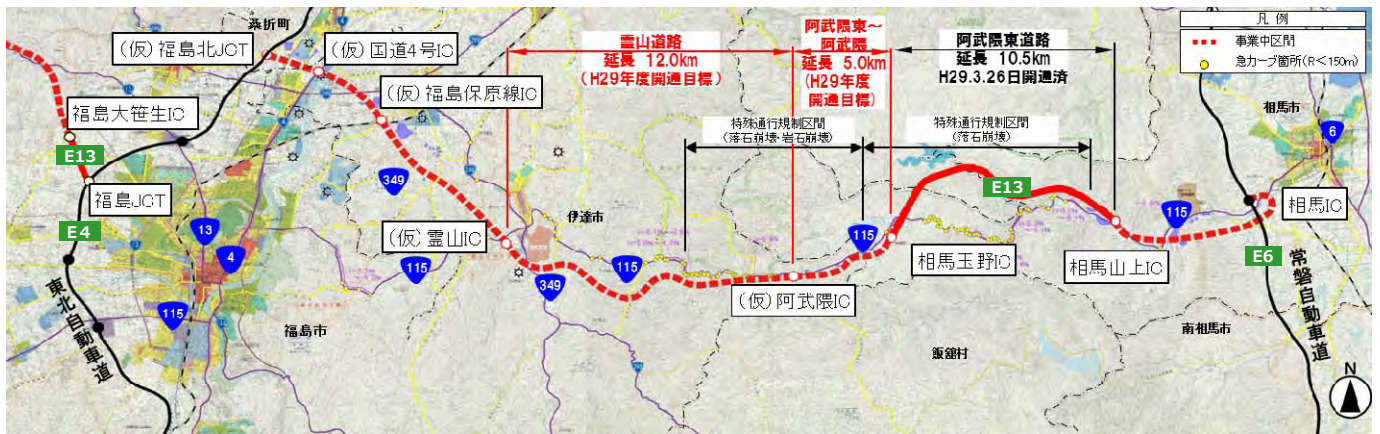 桑折町
(仮)福島北JCT
(仮)国道4号IC
霊山道路
延長 12.0km
(H29年度開通目標)
阿武隈東～
阿武隈
延長 5.0km
(H29年度
開通目標)
阿武隈東道路
延長 10.5km
H29.3.26日開通済
凡 例
事業中区間
急カーブ箇所(R<150m)
(仮)福島保原線IC
福島大笹生IC
相馬市
6
特殊通行規制区間
(落石崩壊・岩石崩壊)
特殊通行規制区間
(落石崩壊)
E13
福島JCT
349
E13
相馬IC
E4
13
4
伊達市
(仮)霊山IC
115
115
349
115
相馬玉野IC
相馬山上IC
115
E6
(仮)阿武隈IC
115
福島市
東北自動車道
飯舘村
南相馬市
常磐自動車道
N